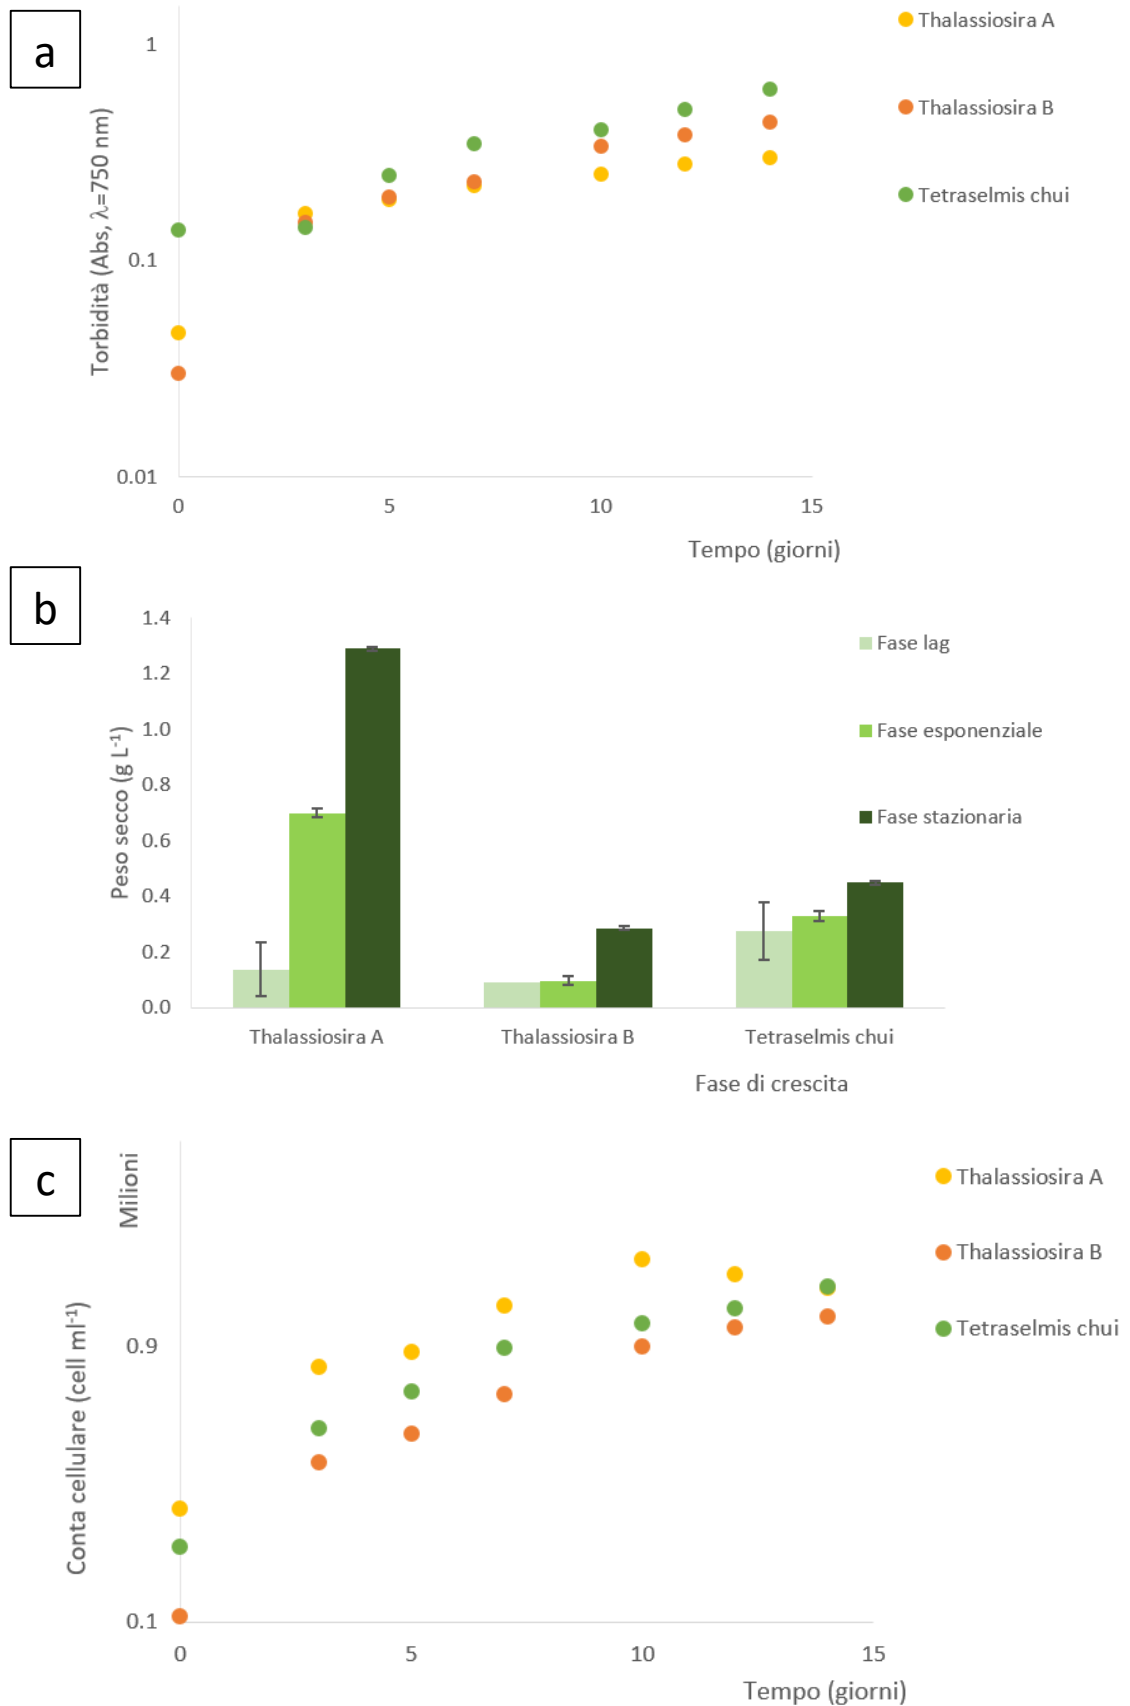 a
Torbidità (Abs, λ=750 nm)
1
0.1
0.01
0
5
10
15
Tempo (giorni)
Thalassiosira A
Thalassiosira B
Tetraselmis chui
b
Peso secco (g L⁻¹)
1.4
1.2
1.0
0.8
0.6
0.4
0.2
0.0
Thalassiosira A
Thalassiosira B
Tetraselmis chui
Fase di crescita
Fase lag
Fase esponenziale
Fase stazionaria
c
Milioni
Conta cellulare (cell ml⁻¹)
0.9
0.1
0
5
10
15
Tempo (giorni)
Thalassiosira A
Thalassiosira B
Tetraselmis chui